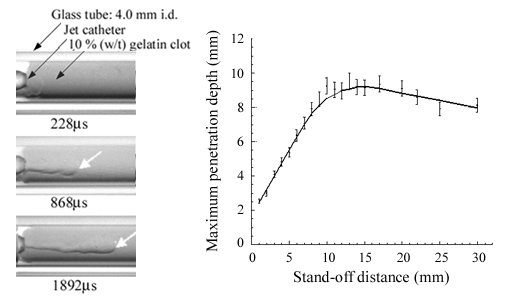 Glass tube: 4.0 mm i.d.
Jet catheter
10 % (w/t) gelatin clot
228μs
868μs
1892μs
Maximum penetration depth (mm)
12
10
8
6
4
2
0
0 5 10 15 20 25 30
Stand-off distance (mm)